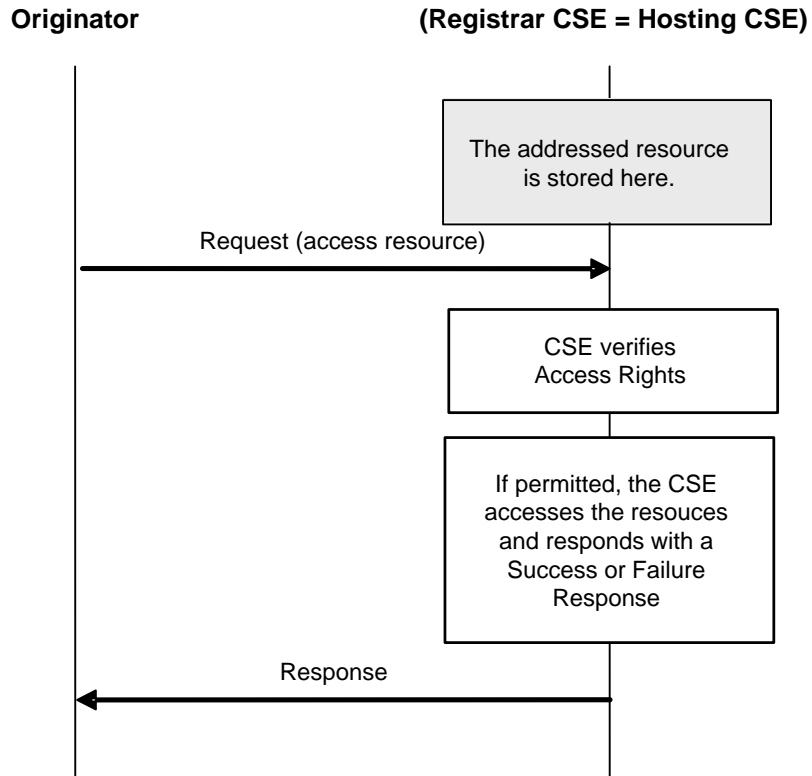 Originator
(Registrar CSE = Hosting CSE)
The addressed resource
is stored here.
Request (access resource)
CSE verifies
Access Rights
If permitted, the CSE
accesses the resouces
and responds with a
Success or Failure
Response
Response